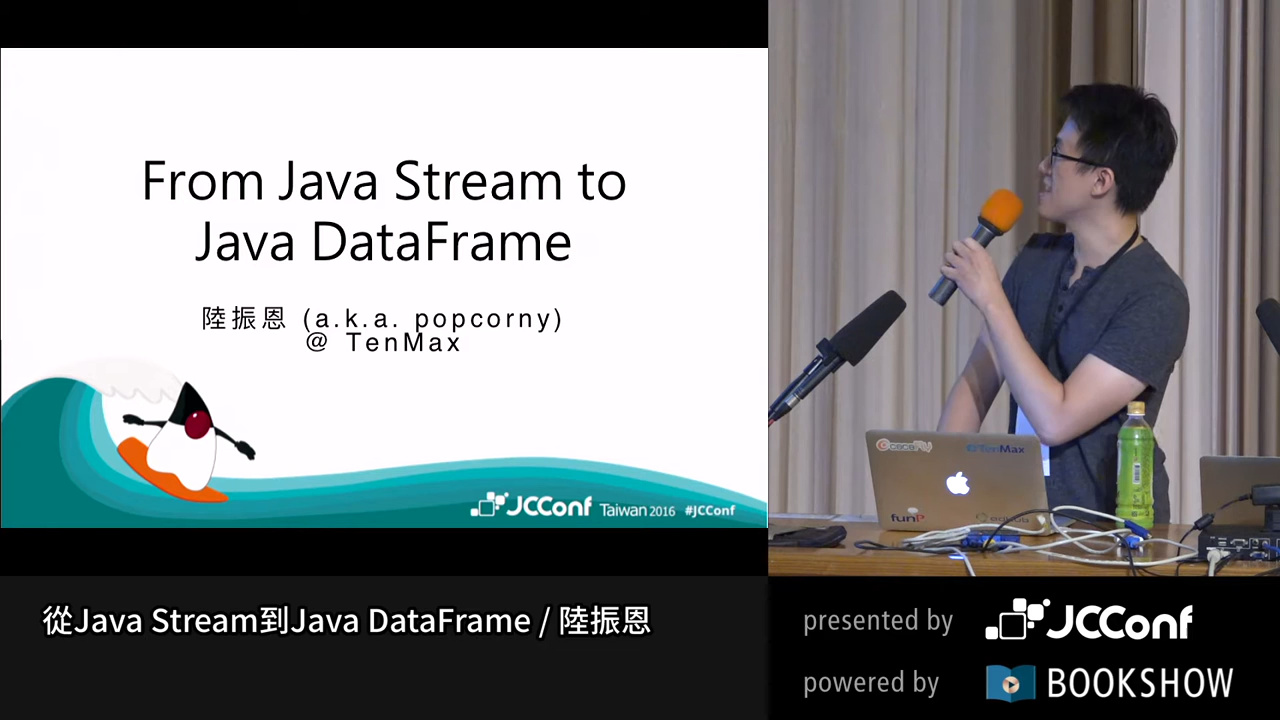 From Java Stream to
Java DataFrame
陸振恩 (a.k.a. popcorny)
@ TenMax
JCConf Taiwan 2016 #JCConf
TenMax
funP
從Java Stream到Java DataFrame / 陸振恩
presented by JCConf
powered by BOOKSHOW